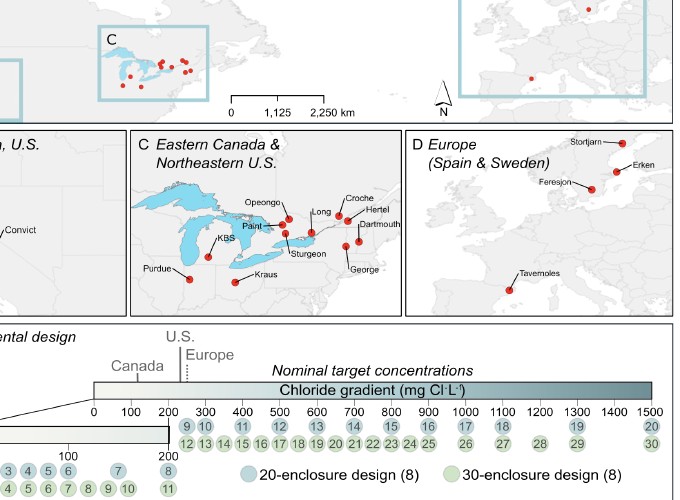 C
0 1,125 2,250 km
N
, U.S.
Convict
C Eastern Canada &
Northeastern U.S.
Opeongo
Croche
Long
Hertel
Paint
Dartmouth
KBS
Sturgeon
Purdue
Kraus
George
D Europe
(Spain & Sweden)
Stortjarn
Erken
Feresjon
Tavernoles
ental design
U.S.
Canada
Europe
Nominal target concentrations
Chloride gradient (mg Cl⁻L⁻¹)
0 100 200 300 400 500 600 700 800 900 1000 1100 1200 1300 1400 1500
9 10 11 12 13 14 15 16 17 18 19 20
12 13 14 15 16 17 18 19 20 21 22 23 24 25 26 27 28 29 30
100 200
3 4 5 6 7 8
4 5 6 7 8 9 10 11
20-enclosure design (8) 30-enclosure design (8)